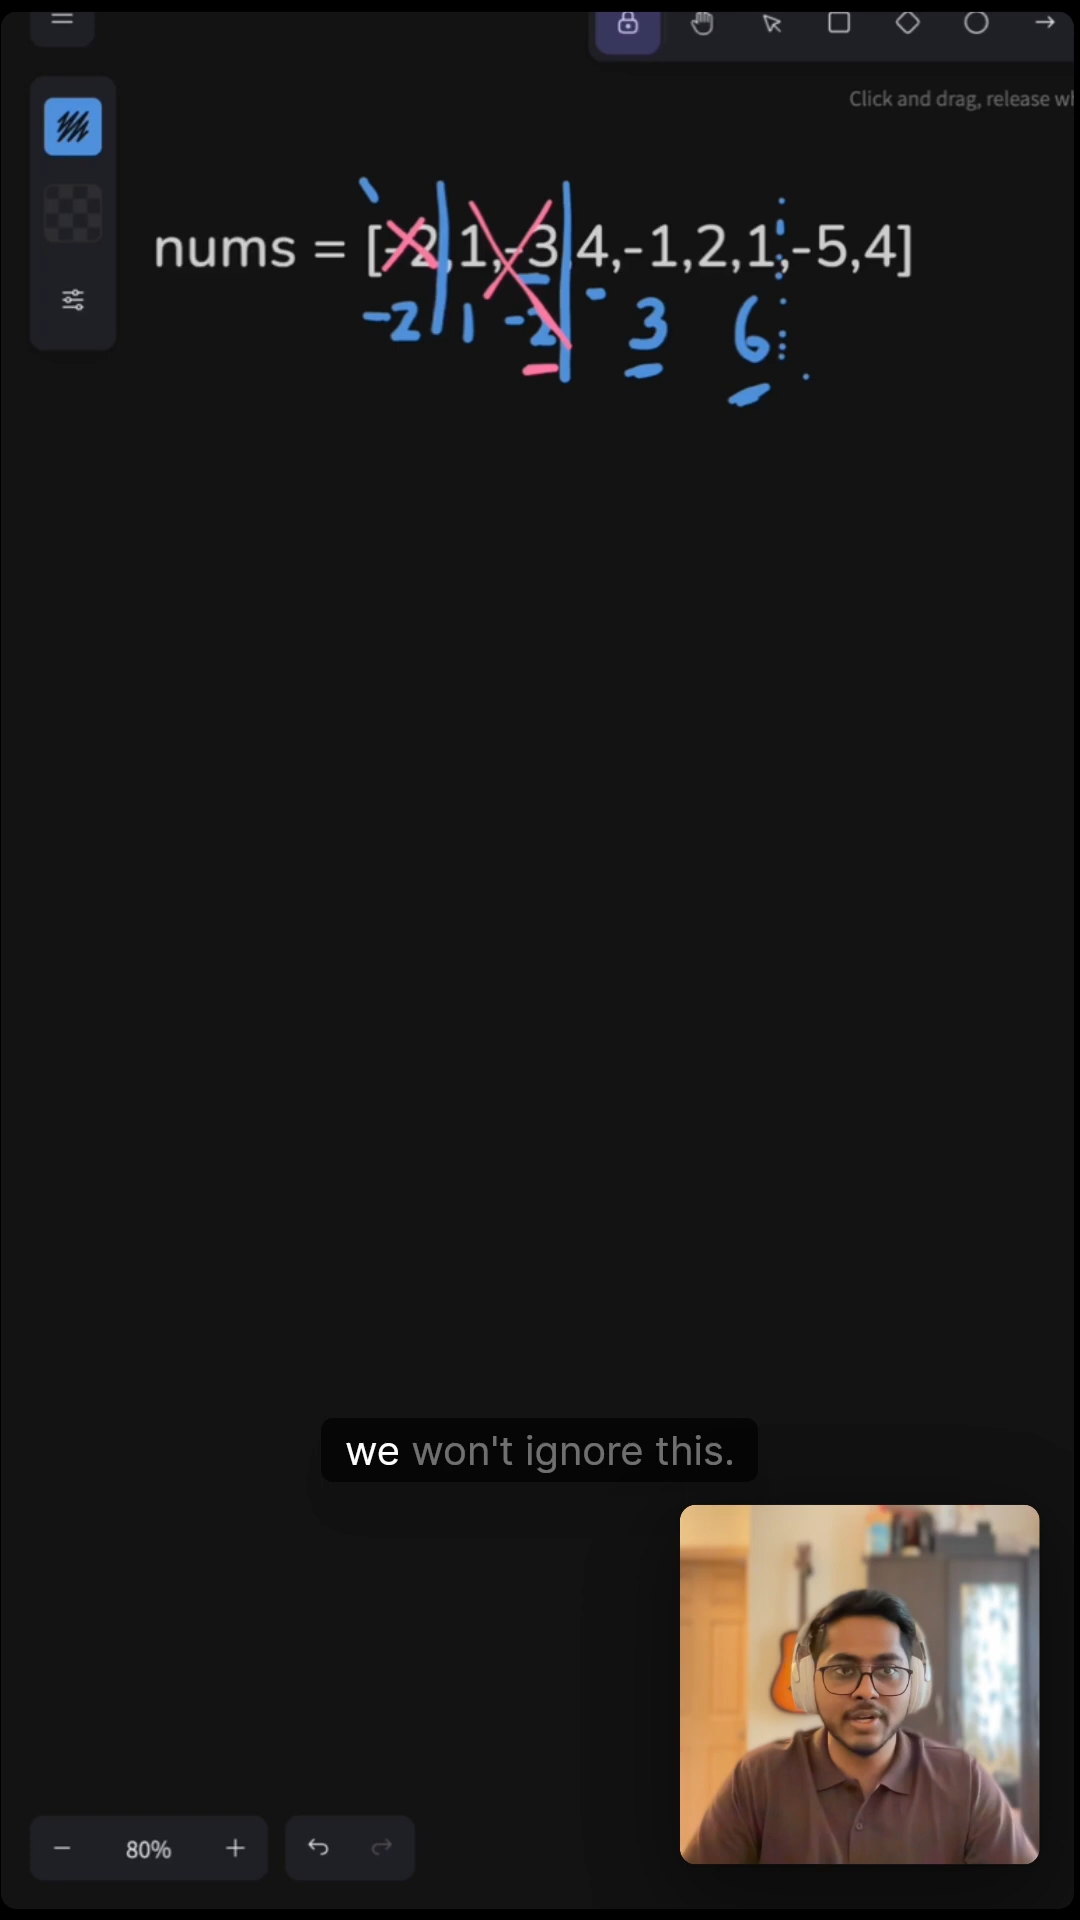 Click and drag, release wh
nums = [-2,1,-3,4,-1,2,1,-5,4]
-2 1 -2 3 6
we won't ignore this.
80%